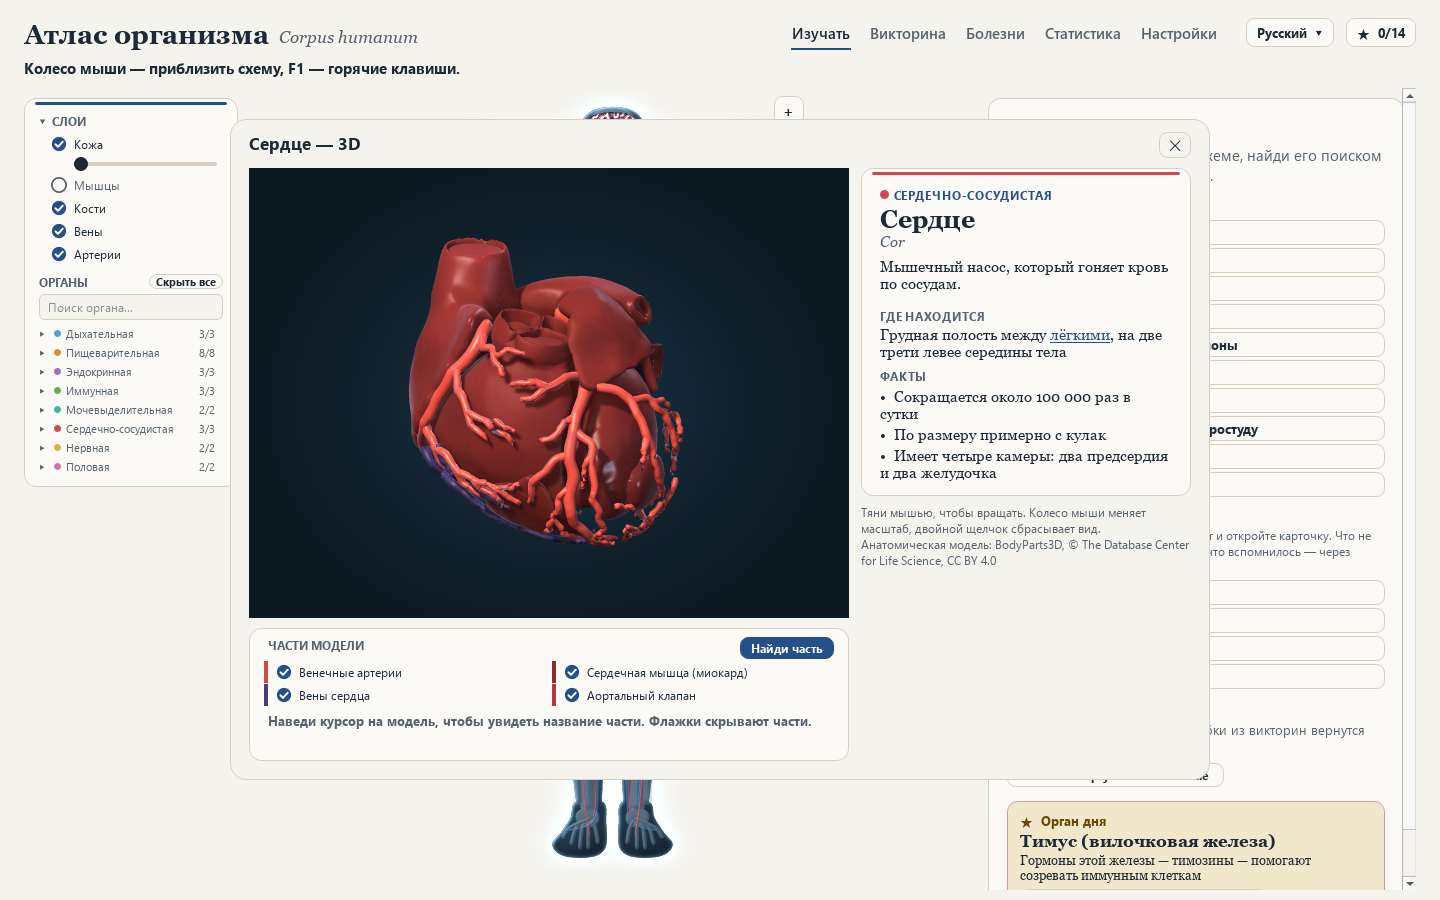 Атлас организма Corpus humanum
Изучать Викторина Болезни Статистика Настройки Русский ▼ ★ 0/14
Колесо мыши — приблизить схему, F1 — горячие клавиши.
СЛОИ
Кожа
Мышцы
Кости
Вены
Артерии
ОРГАНЫ Скрыть все
Поиск органа...
Дыхательная 3/3
Пищеварительная 8/8
Эндокринная 3/3
Иммунная 3/3
Мочевыделительная 2/2
Сердечно-сосудистая 3/3
Нервная 2/2
Половая 2/2
+
Сердце — 3D
СЕРДЕЧНО-СОСУДИСТАЯ
Сердце
Cor
Мышечный насос, который гоняет кровь
по сосудам.
ГДЕ НАХОДИТСЯ
Грудная полость между лёгкими, на две
трети левее середины тела
ФАКТЫ
• Сокращается около 100 000 раз в
сутки
• По размеру примерно с кулак
• Имеет четыре камеры: два предсердия
и два желудочка
Тяни мышью, чтобы вращать. Колесо мыши меняет
масштаб, двойной щелчок сбрасывает вид.
Анатомическая модель: BodyParts3D, © The Database Center
for Life Science, CC BY 4.0
ЧАСТИ МОДЕЛИ Найди часть
Венечные артерии Сердечная мышца (миокард)
Вены сердца Аортальный клапан
Наведи курсор на модель, чтобы увидеть название части. Флажки скрывают части.
найди его поиском
и откройте карточку. Что не
вспомнилось — через
из викторин вернутся
★ Орган дня
Тимус (вилочковая железа)
Гормоны этой железы — тимозины — помогают
созревать иммунным клеткам